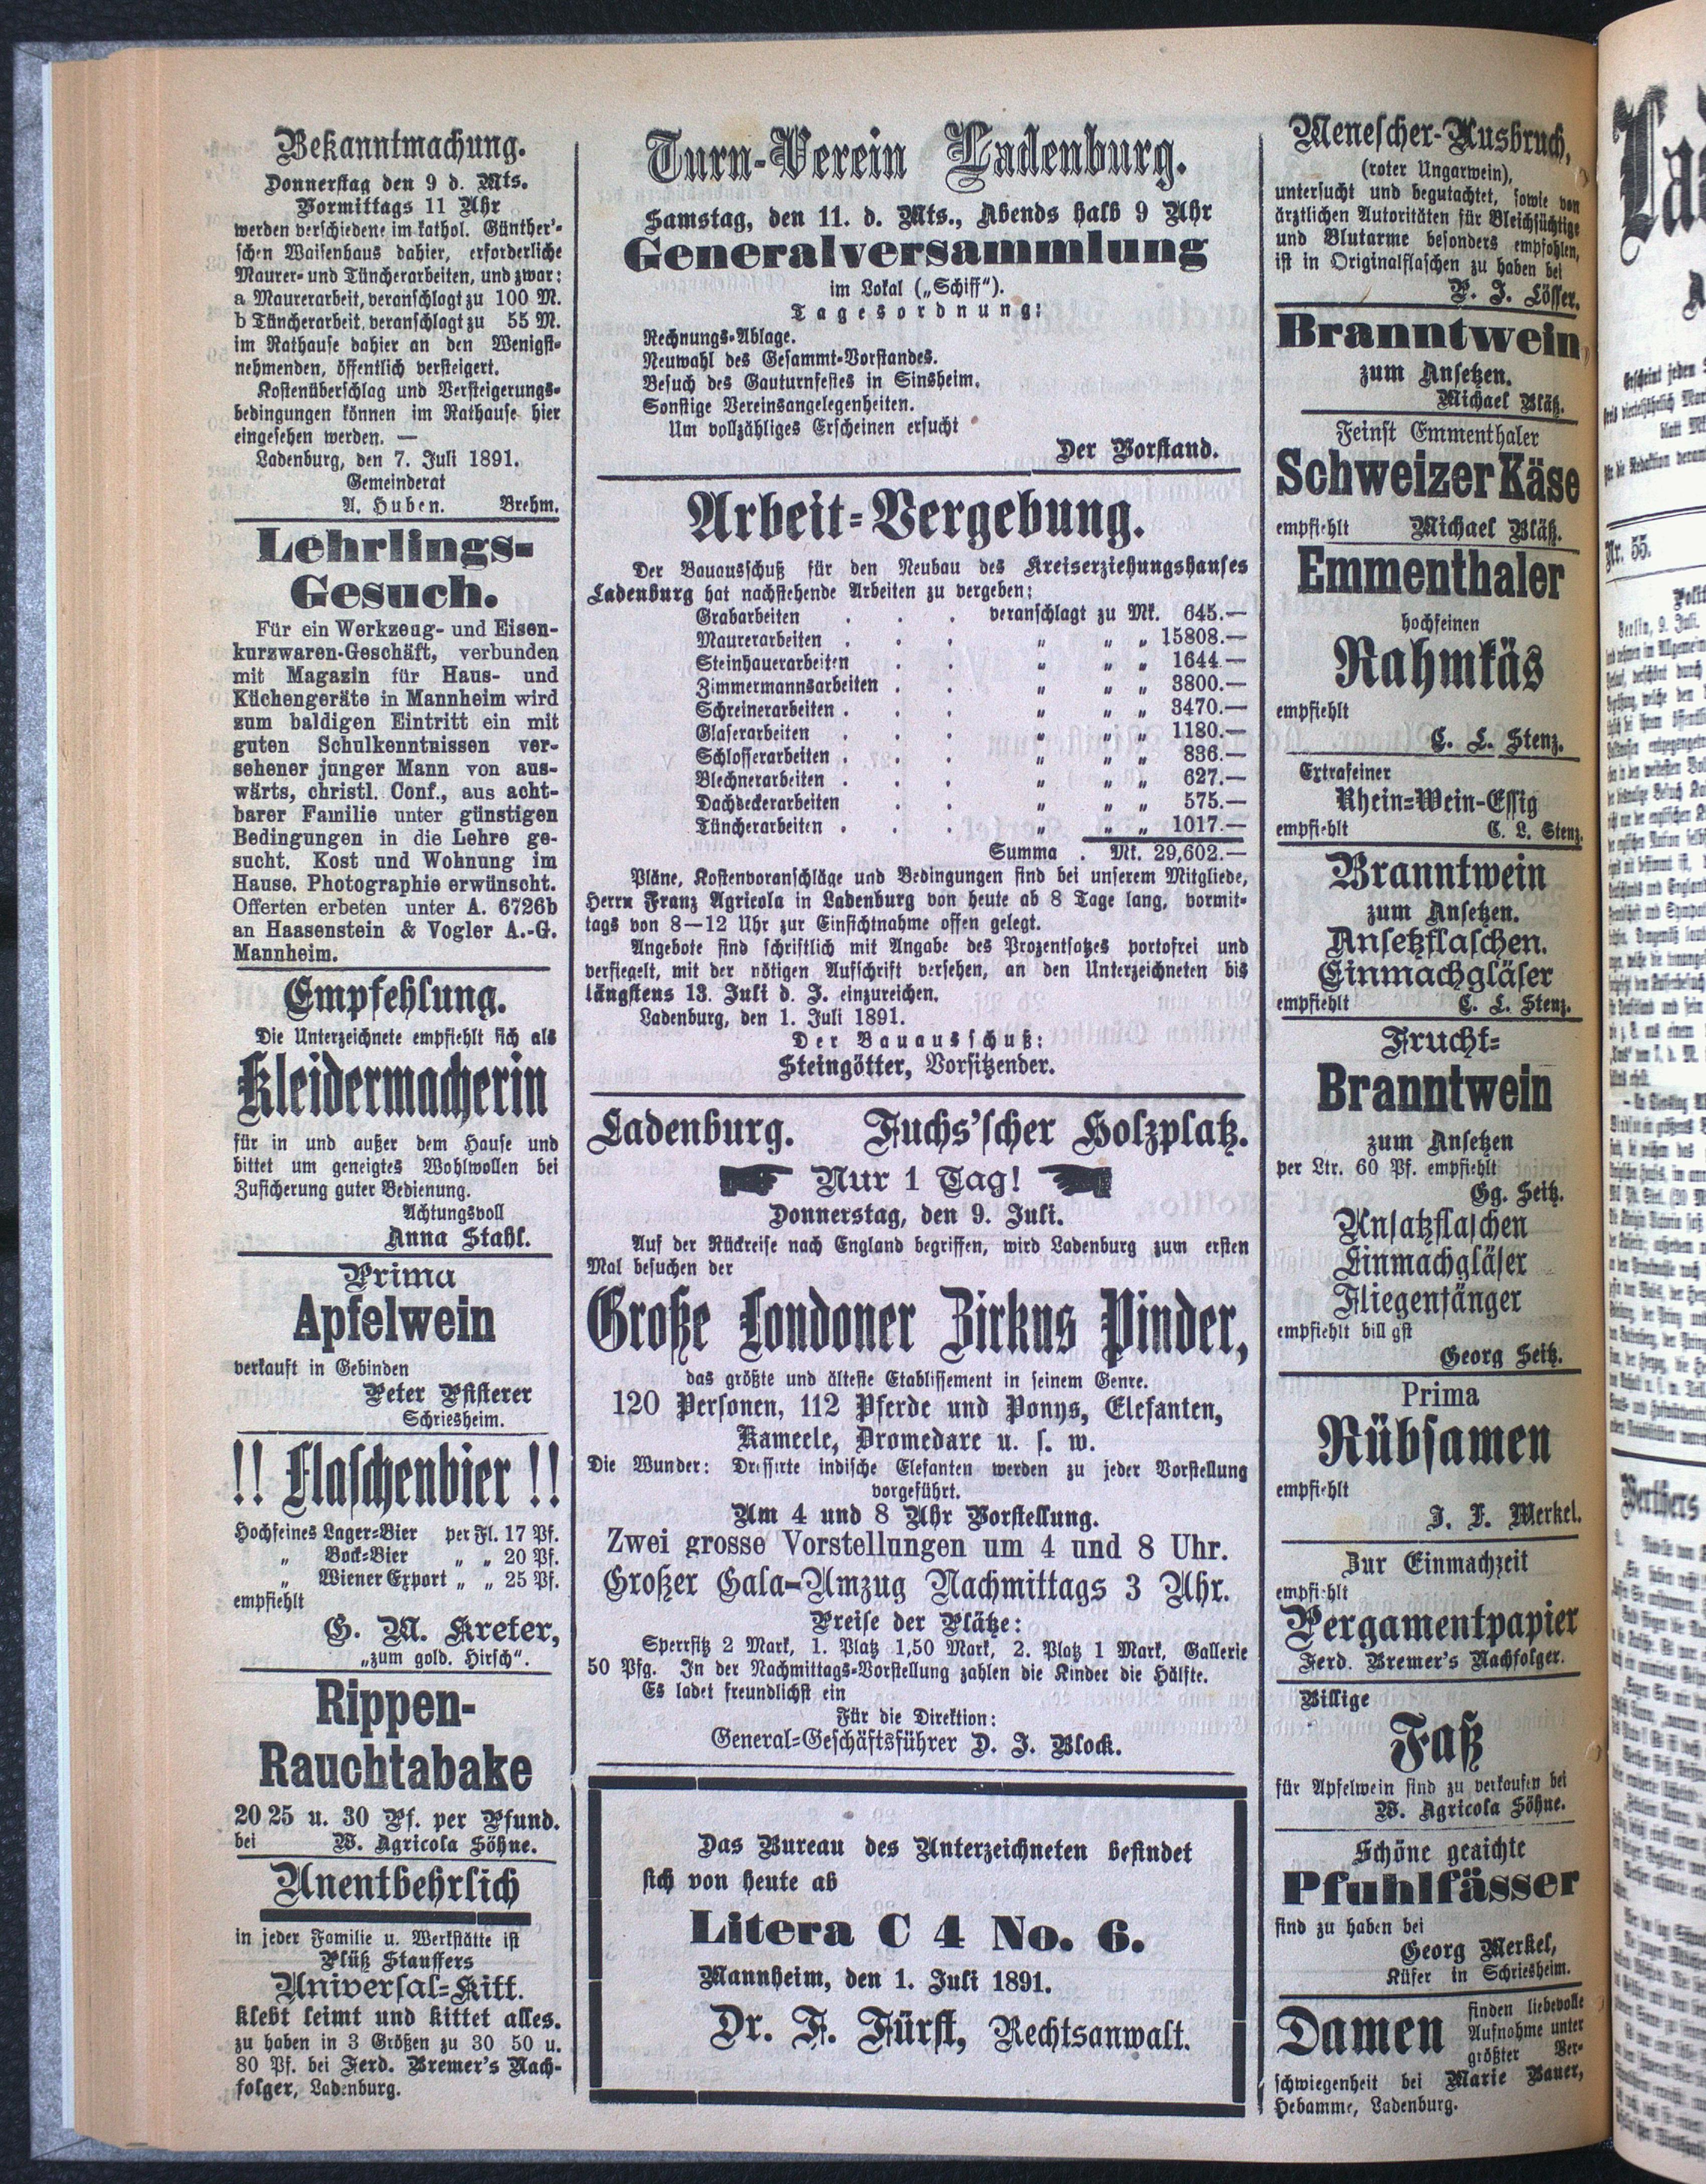 Bekanntmachung.
Donnerstag den 9 d. Mts.
Vormittags 11 Uhr
werden verschiedene im kathol. Günther'-
schen Waisenhaus dahier, erforderliche
Maurer- und Tüncherarbeiten, und zwar:
a Maurerarbeit, veranschlagt zu 100 M.
b Tüncherarbeit, veranschlagt zu 55 M.
im Rathause dahier an den Wenigst-
nehmenden, öffentlich versteigert.
Kostenüberschlag und Versteigerungs-
bedingungen können im Rathause hier
eingesehen werden. —
Ladenburg, den 7. Juli 1891.
Gemeinderat
A. Huben. Brehm.
Lehrlings-
Gesuch.
Für ein Werkzeug- und Eisen-
kurzwaren-Geschäft, verbunden
mit Magazin für Haus- und
Küchengeräte in Mannheim wird
zum baldigen Eintritt ein mit
guten Schulkenntnissen ver-
sehener junger Mann von aus-
wärts, christl. Conf., aus acht-
barer Familie unter günstigen
Bedingungen in die Lehre ge-
sucht. Kost und Wohnung im
Hause. Photographie erwünscht.
Offerten erbeten unter A. 6726b
an Haasenstein & Vogler A.-G.
Mannheim.
Empfehlung.
Die Unterzeichnete empfiehlt sich als
Kleidermacherin
für in und außer dem Hause und
bittet um geneigtes Wohlwollen bei
Zusicherung guter Bedienung.
Achtungsvoll
Anna Stahl.
Prima
Apfelwein
verkauft in Gebinden
Peter Pfisterer
Schriesheim.
!! Flaschenbier !!
Hochfeines Lager-Bier per Fl. 17 Pf.
„ Bock-Bier „ „ 20 Pf.
„ Wiener Export „ „ 25 Pf.
empfiehlt
G. M. Kreter,
„zum gold. Hirsch“.
Rippen-
Rauchtabake
20 25 u. 30 Pf. per Pfund.
bei W. Agricola Söhne.
Unentbehrlich
in jeder Familie u. Werkstätte ist
Plüß Stauffers
Universal-Kitt.
klebt leimt und kittet alles.
zu haben in 3 Größen zu 30 50 u.
80 Pf. bei Ferd. Bremer's Nach-
folger, Ladenburg.
Turn-Verein Ladenburg.
Samstag, den 11. d. Mts., Abends halb 9 Uhr
Generalversammlung
im Lokal („Schiff“).
Tagesordnung:
Rechnungs-Ablage.
Neuwahl des Gesammt-Vorstandes.
Besuch des Gauturnfestes in Sinsheim.
Sonstige Vereinsangelegenheiten.
Um vollzähliges Erscheinen ersucht
Der Vorstand.
Arbeit-Vergebung.
Der Bauausschuß für den Neubau des Kreiserziehungshauses
Ladenburg hat nachstehende Arbeiten zu vergeben:
Grabarbeiten . . . veranschlagt zu Mk. 645.—
Maurerarbeiten . . . „ „ „ 15808.—
Steinhauerarbeiten . . „ „ „ 1644.—
Zimmermannsarbeiten . . „ „ „ 3800.—
Schreinerarbeiten . . . „ „ „ 3470.—
Glaserarbeiten . . . „ „ „ 1180.—
Schlosserarbeiten . . . „ „ „ 836.—
Blechnerarbeiten . . . „ „ „ 627.—
Dachdeckerarbeiten . . „ „ „ 575.—
Tüncherarbeiten . . . „ „ „ 1017.—
Summa . Mk. 29,602.—
Pläne, Kostenvoranschläge und Bedingungen sind bei unserem Mitgliede,
Herrn Franz Agricola in Ladenburg von heute ab 8 Tage lang, vormit-
tags von 8—12 Uhr zur Einsichtnahme offen gelegt.
Angebote sind schriftlich mit Angabe des Prozentsatzes portofrei und
versiegelt, mit der nötigen Aufschrift versehen, an den Unterzeichneten bis
längstens 13. Juli d. J. einzureichen.
Ladenburg, den 1. Juli 1891.
Der Bauausschuß:
Steingötter, Vorsitzender.
Ladenburg. Fuchs'scher Holzplatz.
Nur 1 Tag!
Donnerstag, den 9. Juli.
Auf der Rückreise nach England begriffen, wird Ladenburg zum ersten
Mal besuchen der
Große Londoner Zirkus Pinder,
das größte und älteste Etablissement in seinem Genre.
120 Personen, 112 Pferde und Ponys, Elefanten,
Kameele, Dromedare u. s. w.
Die Wunder: Dressirte indische Elefanten werden zu jeder Vorstellung
vorgeführt.
Um 4 und 8 Uhr Vorstellung.
Zwei grosse Vorstellungen um 4 und 8 Uhr.
Großer Gala-Umzug Nachmittags 3 Uhr.
Preise der Plätze:
Sperrsitz 2 Mark, 1. Platz 1,50 Mark, 2. Platz 1 Mark, Gallerie
50 Pfg. In der Nachmittags-Vorstellung zahlen die Kinder die Hälfte.
Es ladet freundlichst ein
Für die Direktion:
General-Geschäftsführer D. J. Block.
Das Bureau des Unterzeichneten befindet
sich von heute ab
Litera C 4 No. 6.
Mannheim, den 1. Juli 1891.
Dr. F. Fürst, Rechtsanwalt.
Menescher-Ausbruch,
(roter Ungarwein),
untersucht und begutachtet, sowie von
ärztlichen Autoritäten für Bleichsüchtige
und Blutarme besonders empfohlen,
ist in Originalflaschen zu haben bei
P. J. Lösser.
Branntwein
zum Ansetzen.
Michael Bläß.
Feinst Emmenthaler
Schweizer Käse
empfiehlt Michael Bläß.
Emmenthaler
hochfeinen
Rahmkäs
empfiehlt
C. L. Stenz.
Extrafeiner
Rhein-Wein-Essig
empfiehlt C. L. Stenz.
Branntwein
zum Ansetzen.
Ansetzflaschen.
Einmachgläser
empfiehlt C. L. Stenz.
Frucht-
Branntwein
zum Ansetzen
per Ltr. 60 Pf. empfiehlt
Gg. Seitz.
Ansatzflaschen
Einmachgläser
Fliegenfänger
empfiehlt billigst
Georg Seitz.
Prima
Rübsamen
empfiehlt
J. F. Merkel.
Zur Einmachzeit
empfiehlt
Pergamentpapier
Ferd. Bremer's Nachfolger.
Billige
Faß
für Apfelwein sind zu verkaufen bei
W. Agricola Söhne.
Schöne geaichte
Pfuhlfässer
sind zu haben bei
Georg Merkel,
Küfer in Schriesheim.
Damen finden liebevolle
Aufnahme unter
größter Ver-
schwiegenheit bei Marie Bauer,
Hebamme, Ladenburg.
Nr. 55.
Berlin, 9. Juli.